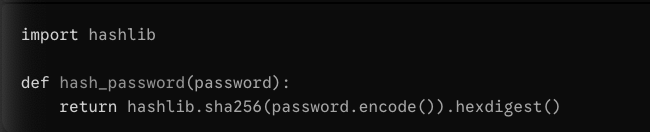 import hashlib

def hash_password(password):
    return hashlib.sha256(password.encode()).hexdigest()